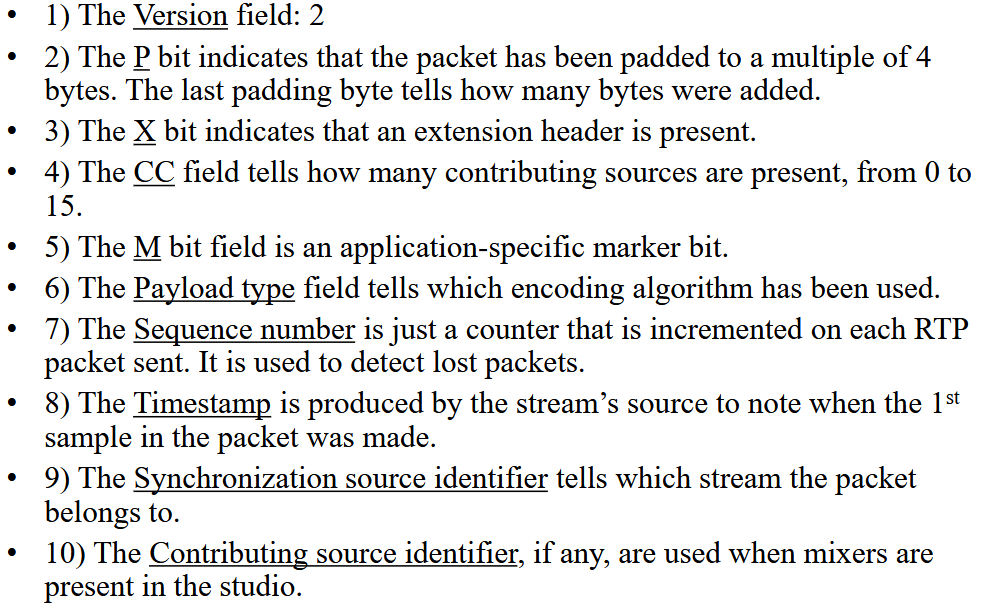 • 1) The Version field: 2
• 2) The P bit indicates that the packet has been padded to a multiple of 4
bytes. The last padding byte tells how many bytes were added.
• 3) The X bit indicates that an extension header is present.
• 4) The CC field tells how many contributing sources are present, from 0 to
15.
• 5) The M bit field is an application-specific marker bit.
• 6) The Payload type field tells which encoding algorithm has been used.
• 7) The Sequence number is just a counter that is incremented on each RTP
packet sent. It is used to detect lost packets.
• 8) The Timestamp is produced by the stream’s source to note when the 1st
sample in the packet was made.
• 9) The Synchronization source identifier tells which stream the packet
belongs to.
• 10) The Contributing source identifier, if any, are used when mixers are
present in the studio.